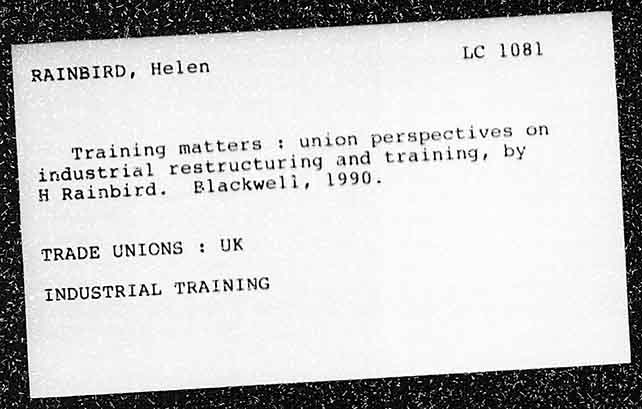 RAINBIRD, Helen LC 1081
Training matters : union perspectives on
industrial restructuring and training, by
H Rainbird. Blackwell, 1990.
TRADE UNIONS : UK
INDUSTRIAL TRAINING